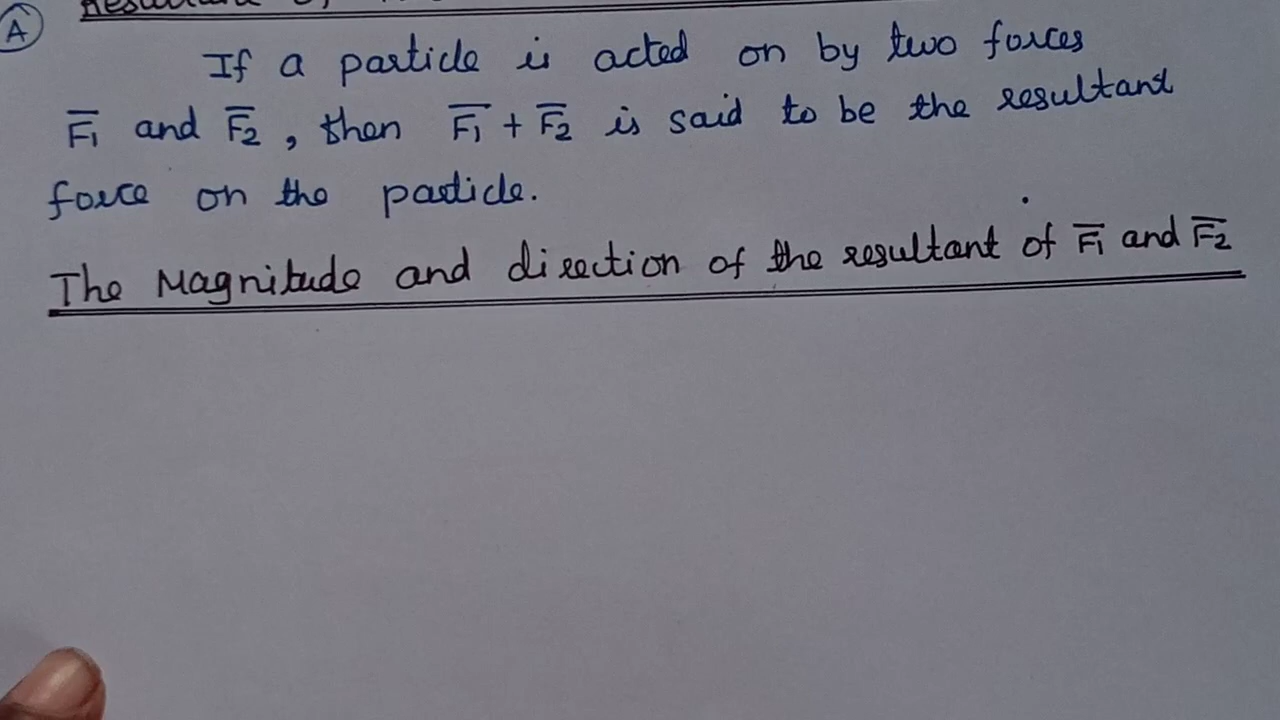 A
If a particle is acted on by two forces
F̅₁ and F̅₂, then F̅₁ + F̅₂ is said to be the resultant
force on the particle.
The Magnitude and direction of the resultant of F̅₁ and F̅₂